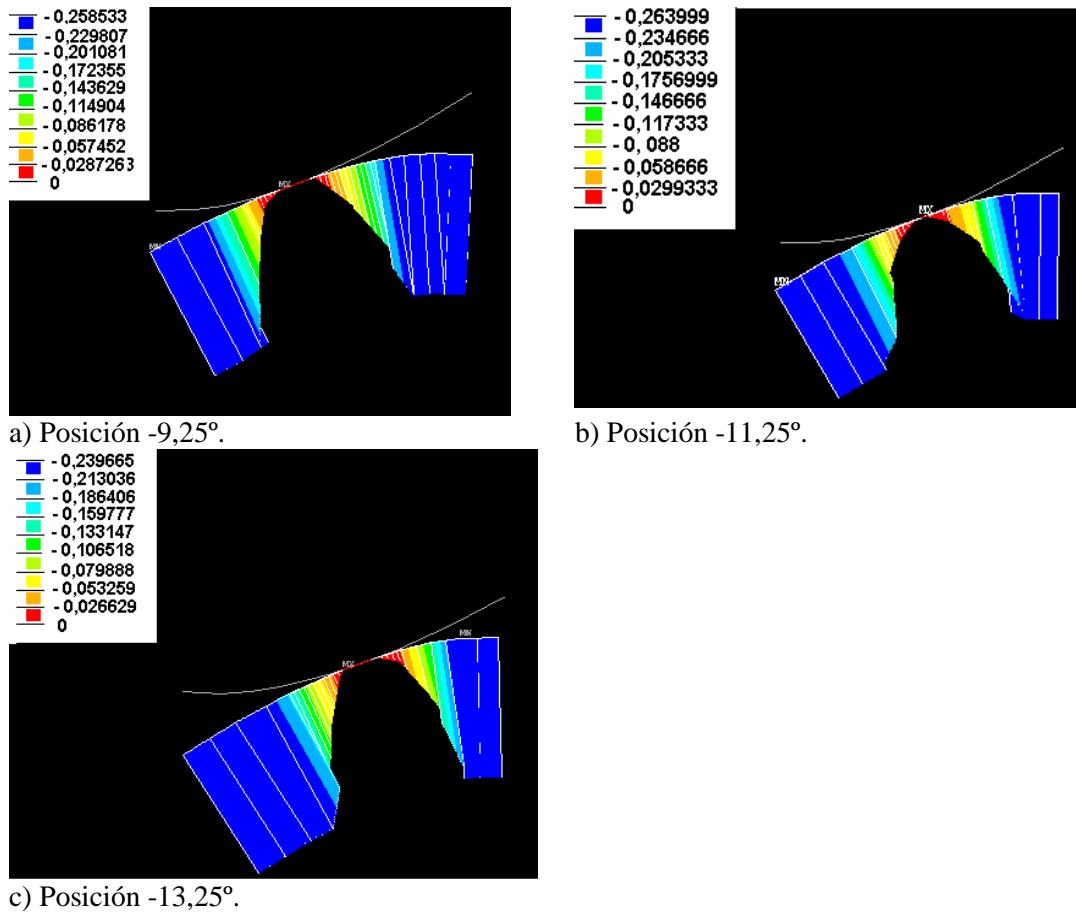 - 0,258533
- 0,229807
- 0,201081
- 0,172355
- 0,143629
- 0,114904
- 0,086178
- 0,057452
- 0,0287263
0
MX
MN
a) Posición -9,25º.
- 0,263999
- 0,234666
- 0,205333
- 0,1756999
- 0,146666
- 0,117333
- 0, 088
- 0,058666
- 0,0299333
0
MX
MN
b) Posición -11,25º.
- 0,239665
- 0,213036
- 0,186406
- 0,159777
- 0,133147
- 0,106518
- 0,079888
- 0,053259
- 0,026629
0
MN
MX
c) Posición -13,25º.